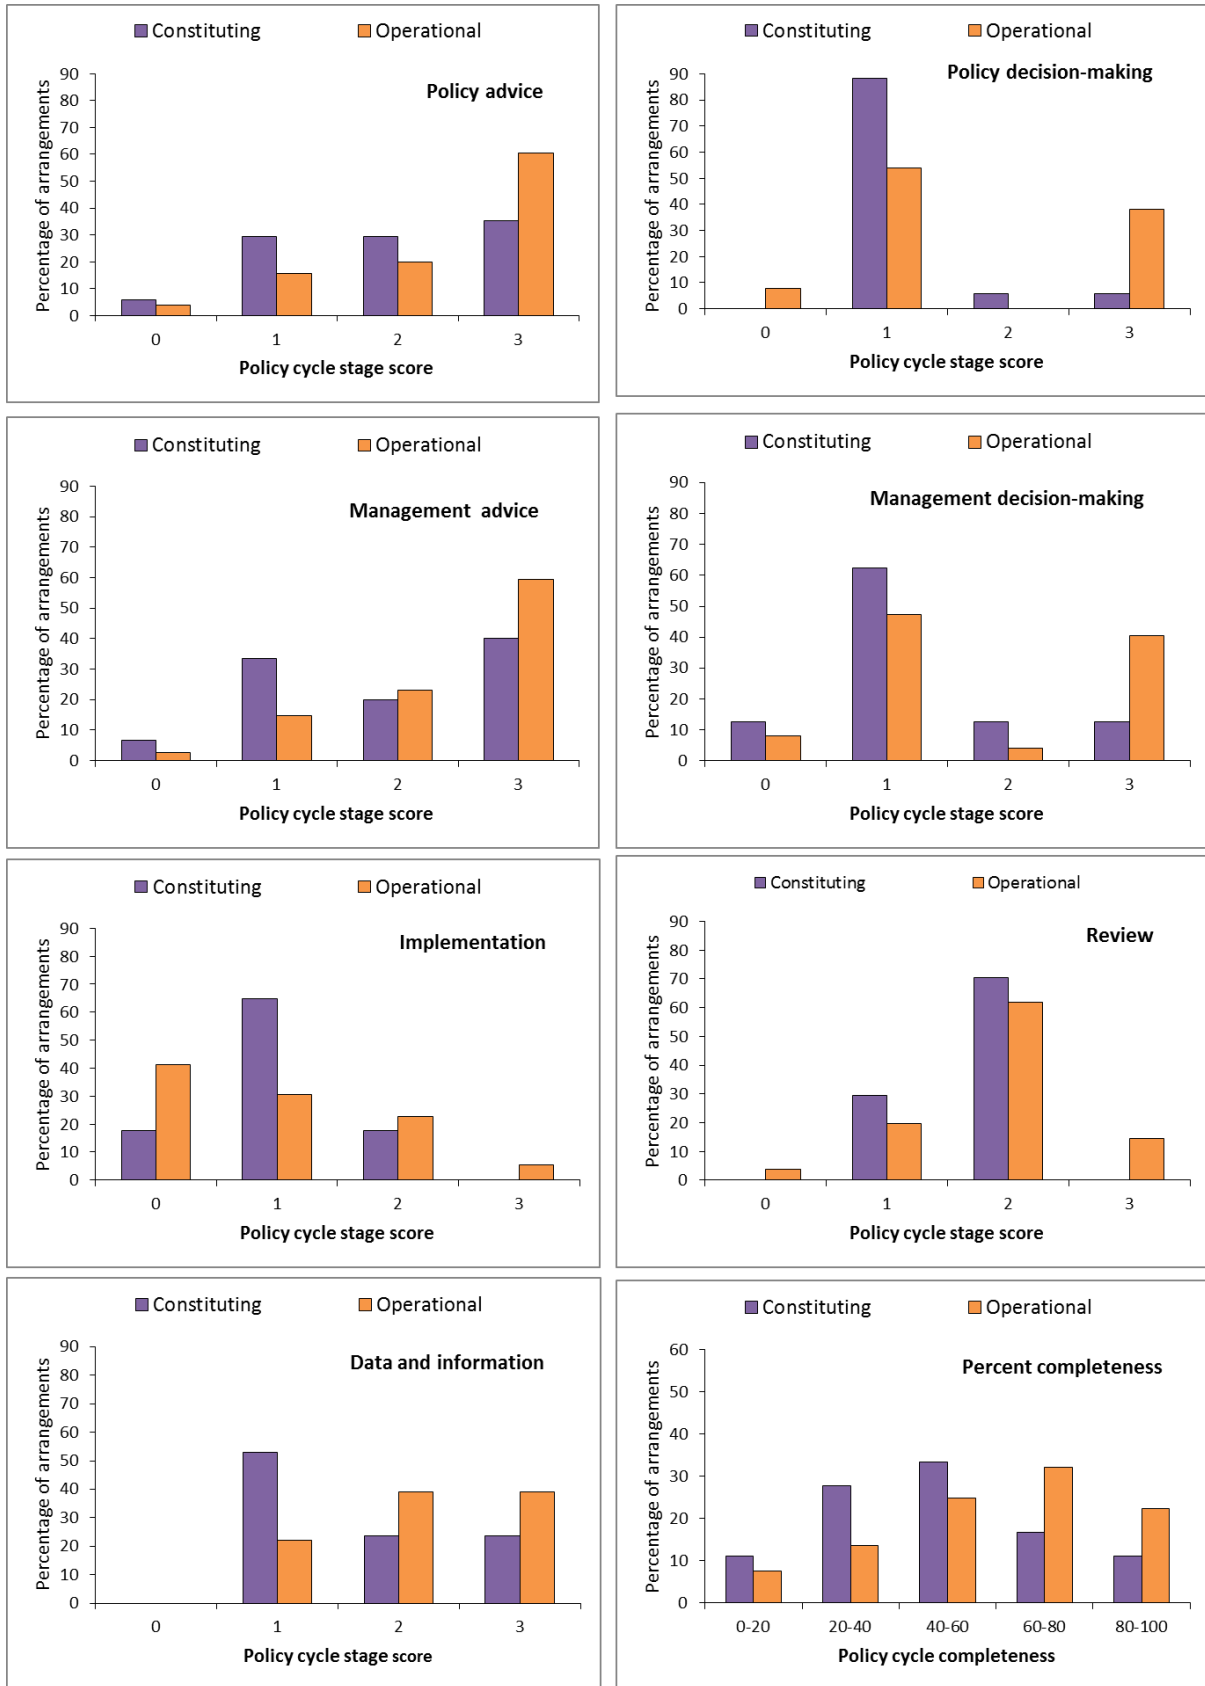 Constituting Operational
Policy advice
Percentage of arrangements
90
80
70
60
50
40
30
20
10
0
0 1 2 3
Policy cycle stage score
Constituting Operational
Policy decision-making
Percentage of arrangements
90
80
70
60
50
40
30
20
10
0
0 1 2 3
Policy cycle stage score
Constituting Operational
Management advice
Percentage of arrangements
90
80
70
60
50
40
30
20
10
0
0 1 2 3
Policy cycle stage score
Constituting Operational
Management decision-making
Percentage of arrangements
90
80
70
60
50
40
30
20
10
0
0 1 2 3
Policy cycle stage score
Constituting Operational
Implementation
Percentage of arrangements
90
80
70
60
50
40
30
20
10
0
0 1 2 3
Policy cycle stage score
Constituting Operational
Review
Percentage of arrangements
90
80
70
60
50
40
30
20
10
0
0 1 2 3
Policy cycle stage score
Constituting Operational
Data and information
Percentage of arrangements
90
80
70
60
50
40
30
20
10
0
0 1 2 3
Policy cycle stage score
Constituting Operational
Percent completeness
Percentage of arrangements
60
50
40
30
20
10
0
0-20 20-40 40-60 60-80 80-100
Policy cycle completeness